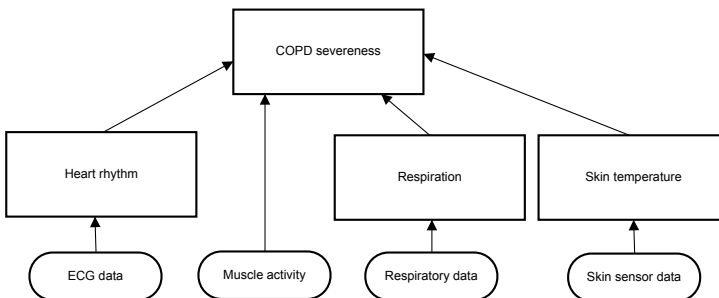 COPD severeness
Heart rhythm
Respiration
Skin temperature
ECG data
Muscle activity
Respiratory data
Skin sensor data